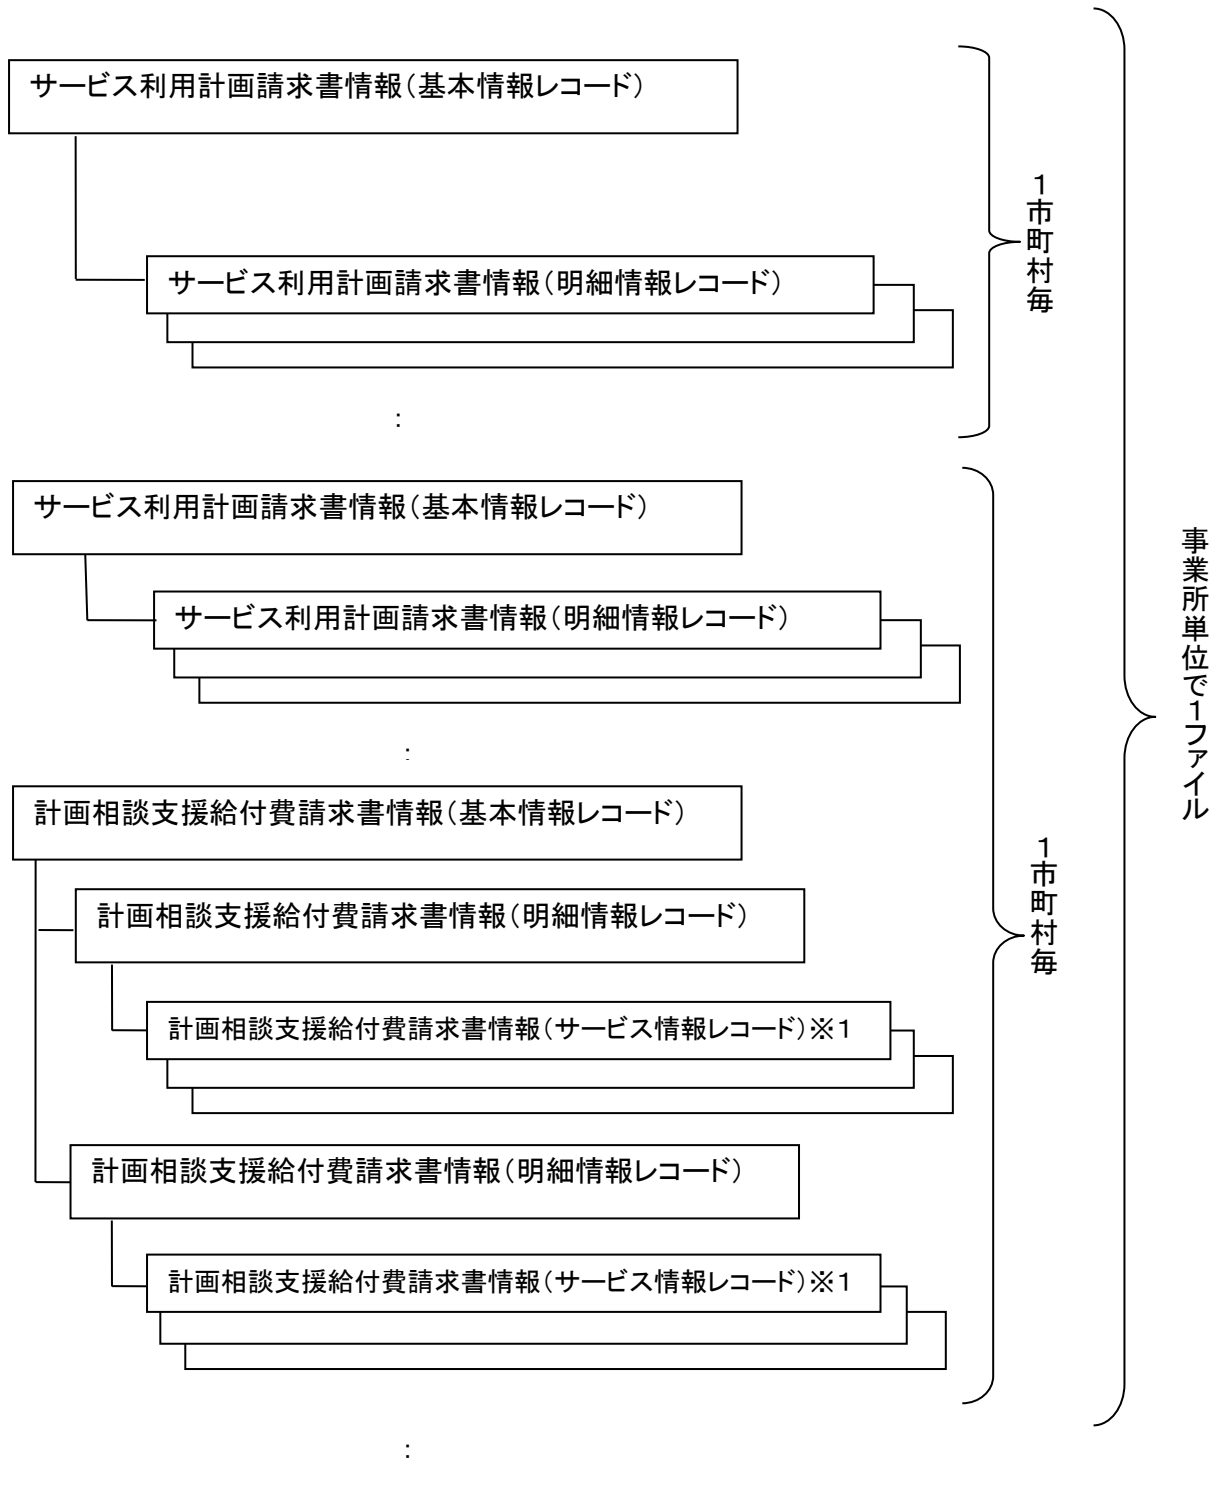 サービス利用計画請求書情報（基本情報レコード）
サービス利用計画請求書情報（明細情報レコード）
：
１市町村毎
サービス利用計画請求書情報（基本情報レコード）
サービス利用計画請求書情報（明細情報レコード）
：
計画相談支援給付費請求書情報（基本情報レコード）
計画相談支援給付費請求書情報（明細情報レコード）
計画相談支援給付費請求書情報（サービス情報レコード）※１
計画相談支援給付費請求書情報（明細情報レコード）
計画相談支援給付費請求書情報（サービス情報レコード）※１
１市町村毎
：
事業所単位で１ファイル